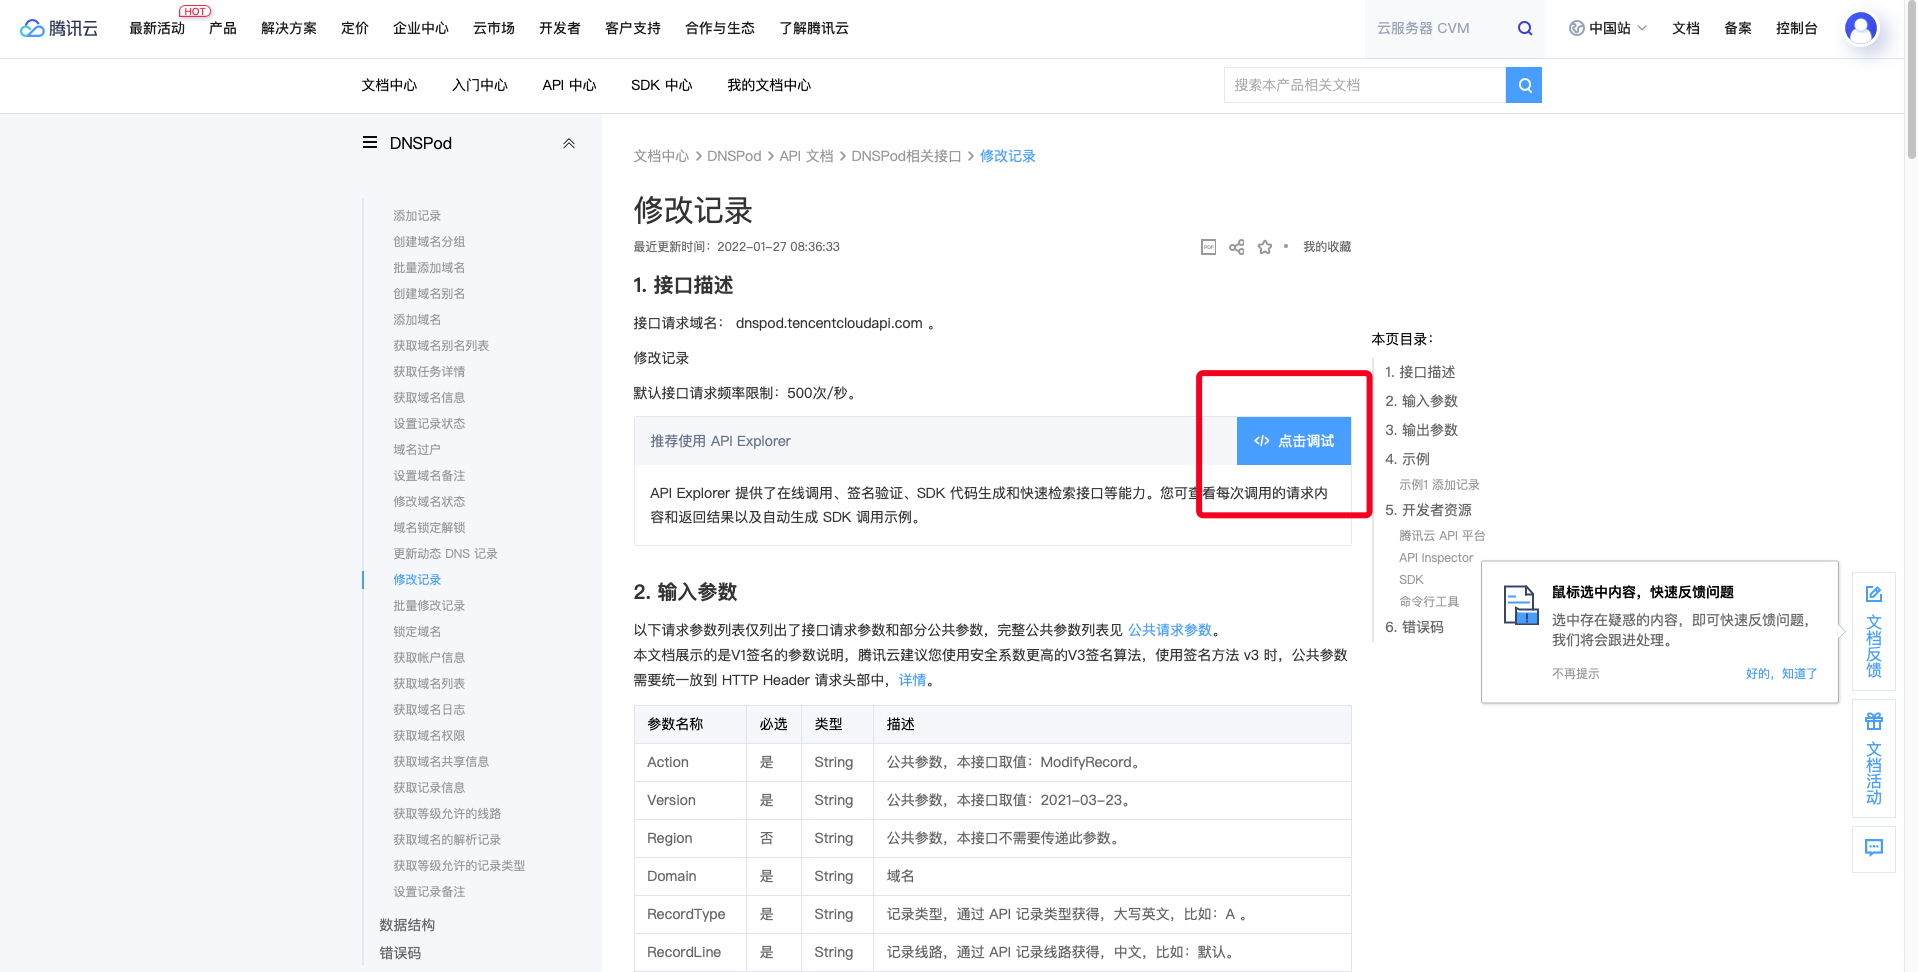 腾讯云
最新活动
HOT
产品
解决方案
定价
企业中心
云市场
开发者
客户支持
合作与生态
了解腾讯云
云服务器 CVM
中国站
文档
备案
控制台
文档中心
入门中心
API 中心
SDK 中心
我的文档中心
搜索本产品相关文档
DNSPod
添加记录
创建域名分组
批量添加域名
创建域名别名
添加域名
获取域名别名列表
获取任务详情
获取域名信息
设置记录状态
域名过户
设置域名备注
修改域名状态
域名锁定解锁
更新动态 DNS 记录
修改记录
批量修改记录
锁定域名
获取帐户信息
获取域名列表
获取域名日志
获取域名权限
获取域名共享信息
获取记录信息
获取等级允许的线路
获取域名的解析记录
获取等级允许的记录类型
设置记录备注
数据结构
错误码
文档中心 > DNSPod > API 文档 > DNSPod相关接口 > 修改记录
修改记录
最近更新时间：2022-01-27 08:36:33
PDF
我的收藏
1. 接口描述
接口请求域名： dnspod.tencentcloudapi.com 。
修改记录
默认接口请求频率限制：500次/秒。
推荐使用 API Explorer
</> 点击调试
API Explorer 提供了在线调用、签名验证、SDK 代码生成和快速检索接口等能力。您可查看每次调用的请求内
容和返回结果以及自动生成 SDK 调用示例。
2. 输入参数
以下请求参数列表仅列出了接口请求参数和部分公共参数，完整公共参数列表见 公共请求参数。
本文档展示的是V1签名的参数说明，腾讯云建议您使用安全系数更高的V3签名算法，使用签名方法 v3 时，公共参数
需要统一放到 HTTP Header 请求头部中，详情。
参数名称 必选 类型 描述
Action 是 String 公共参数，本接口取值：ModifyRecord。
Version 是 String 公共参数，本接口取值：2021-03-23。
Region 否 String 公共参数，本接口不需要传递此参数。
Domain 是 String 域名
RecordType 是 String 记录类型，通过 API 记录类型获得，大写英文，比如：A 。
RecordLine 是 String 记录线路，通过 API 记录线路获得，中文，比如：默认。
本页目录：
1. 接口描述
2. 输入参数
3. 输出参数
4. 示例
示例1 添加记录
5. 开发者资源
腾讯云 API 平台
API Inspector
SDK
命令行工具
6. 错误码
鼠标选中内容，快速反馈问题
选中存在疑惑的内容，即可快速反馈问题，
我们将会跟进处理。
不再提示
好的，知道了
文档反馈
文档活动